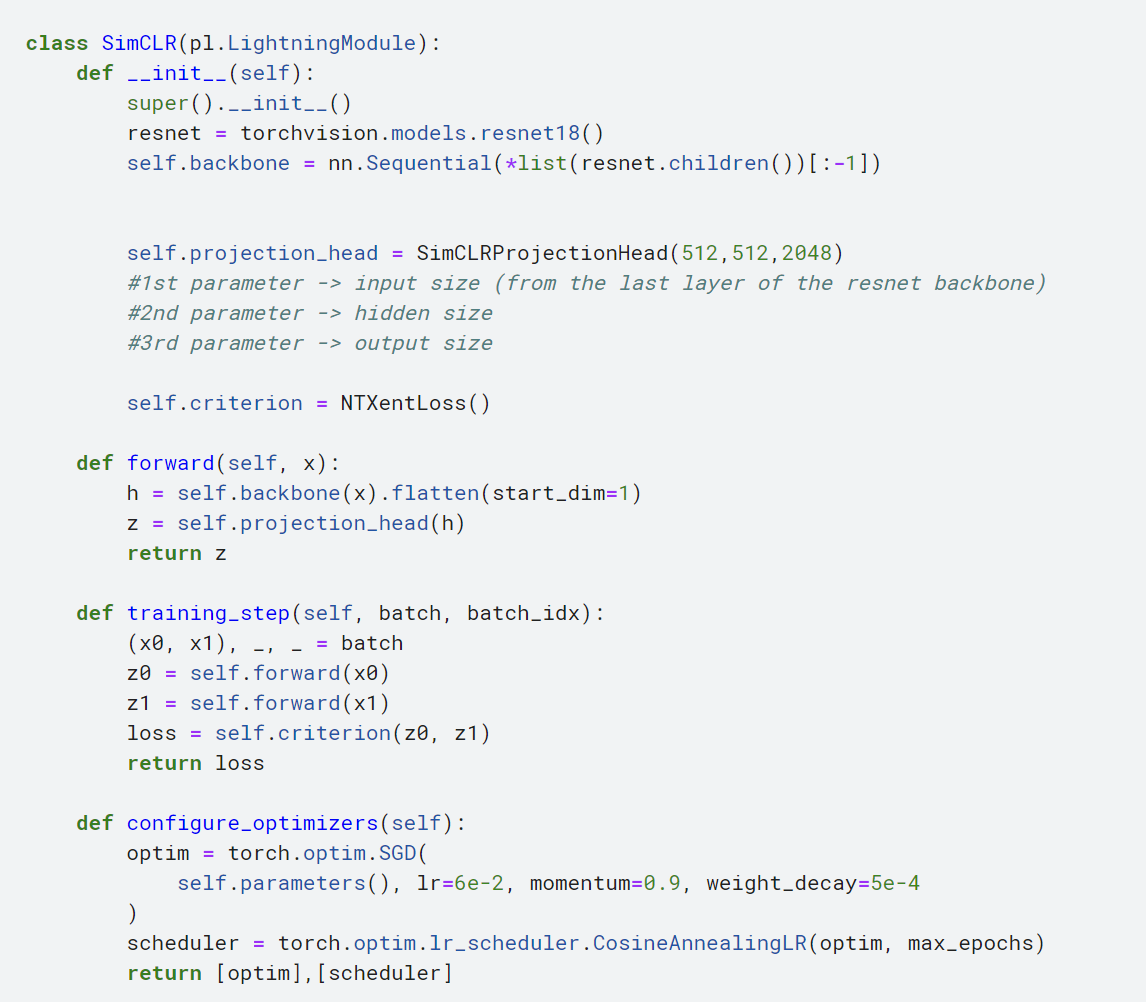 class SimCLR(pl.LightningModule):
    def __init__(self):
        super().__init__()
        resnet = torchvision.models.resnet18()
        self.backbone = nn.Sequential(*list(resnet.children())[:-1])


        self.projection_head = SimCLRProjectionHead(512,512,2048)
        #1st parameter -> input size (from the last layer of the resnet backbone)
        #2nd parameter -> hidden size
        #3rd parameter -> output size

        self.criterion = NTXentLoss()

    def forward(self, x):
        h = self.backbone(x).flatten(start_dim=1)
        z = self.projection_head(h)
        return z

    def training_step(self, batch, batch_idx):
        (x0, x1), _, _ = batch
        z0 = self.forward(x0)
        z1 = self.forward(x1)
        loss = self.criterion(z0, z1)
        return loss

    def configure_optimizers(self):
        optim = torch.optim.SGD(
            self.parameters(), lr=6e-2, momentum=0.9, weight_decay=5e-4
        )
        scheduler = torch.optim.lr_scheduler.CosineAnnealingLR(optim, max_epochs)
        return [optim],[scheduler]